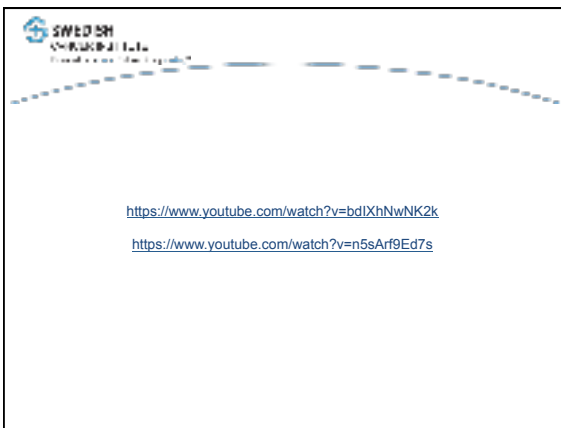 SWEDISH
https://www.youtube.com/watch?v=bdIXhNwNK2k
https://www.youtube.com/watch?v=n5sArf9Ed7s